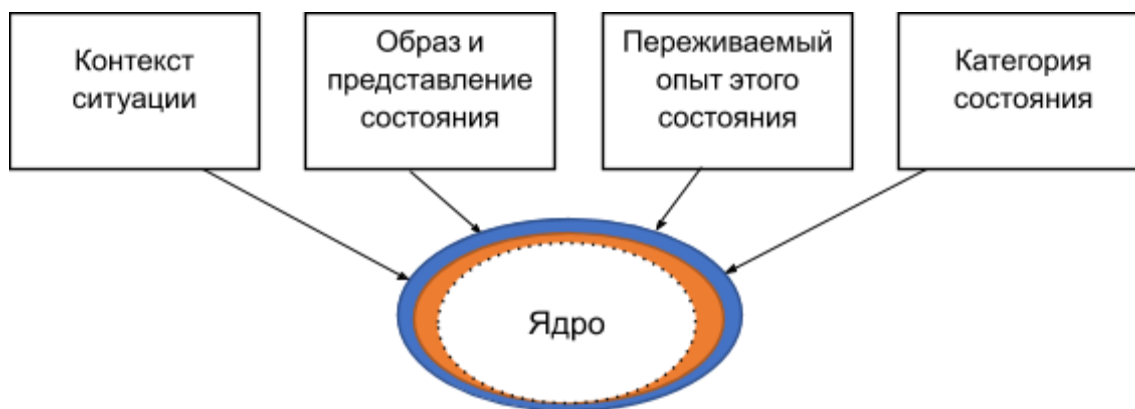 Контекст
ситуации
Образ и
представление
состояния
Переживаемый
опыт этого
состояния
Категория
состояния
Ядро